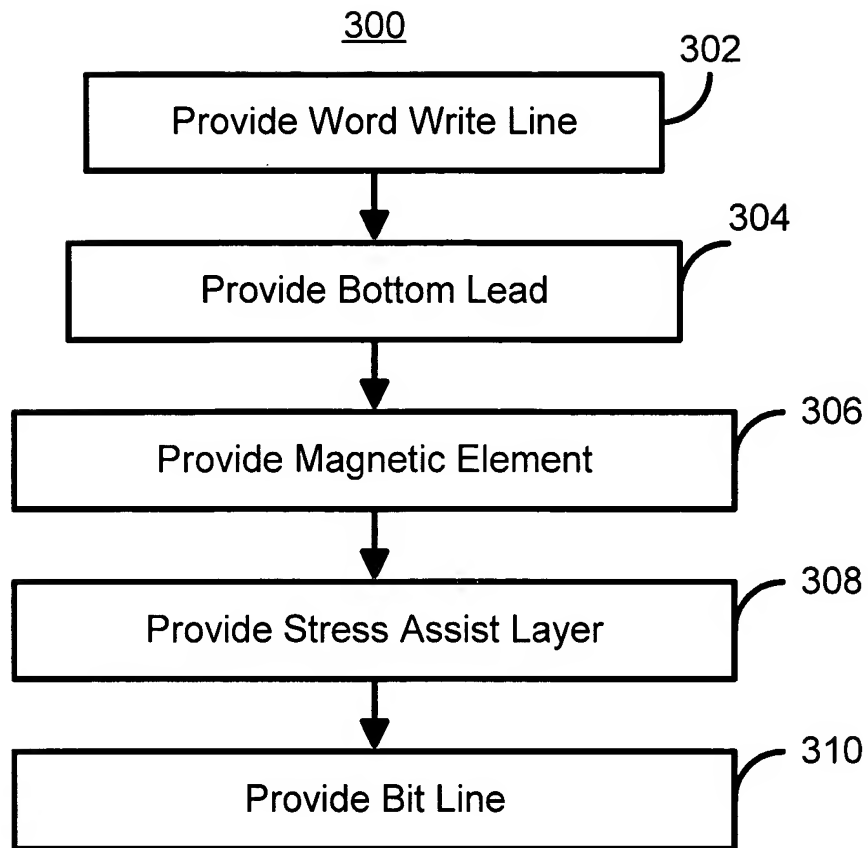 300
302
Provide Word Write Line
304
Provide Bottom Lead
306
Provide Magnetic Element
308
Provide Stress Assist Layer
310
Provide Bit Line